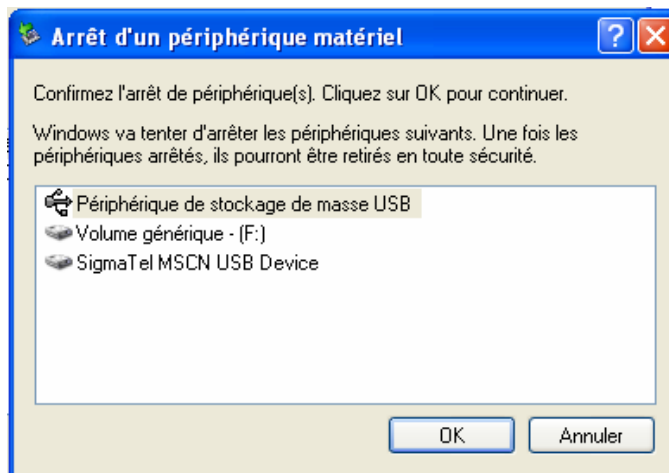 Arrêt d'un périphérique matériel
Confirmez l'arrêt de périphérique(s). Cliquez sur OK pour continuer.
Windows va tenter d'arrêter les périphériques suivants. Une fois les
périphériques arrêtés, ils pourront être retirés en toute sécurité.
Périphérique de stockage de masse USB
Volume générique - (F:)
SigmaTel MSCN USB Device
OK
Annuler